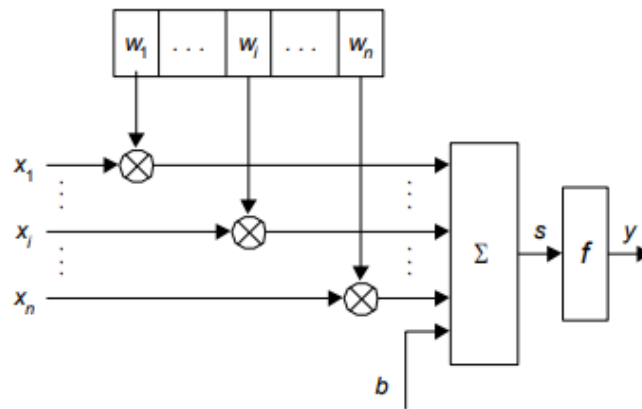 w₁ . . . wᵢ . . . wₙ
x₁
xᵢ
xₙ
Σ
s
f
y
b